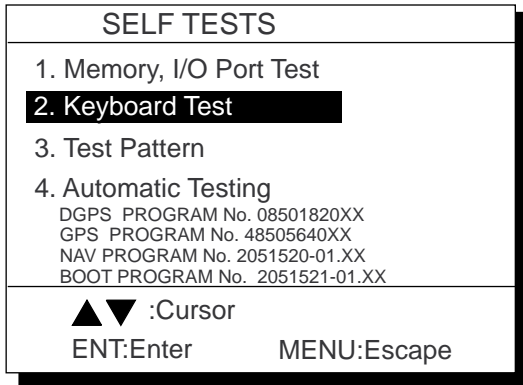 SELF TESTS
1. Memory, I/O Port Test
2. Keyboard Test
3. Test Pattern
4. Automatic Testing
DGPS PROGRAM No. 08501820XX
GPS PROGRAM No. 48505640XX
NAV PROGRAM No. 2051520-01.XX
BOOT PROGRAM No. 2051521-01.XX
▲▼ :Cursor
ENT:Enter MENU:Escape